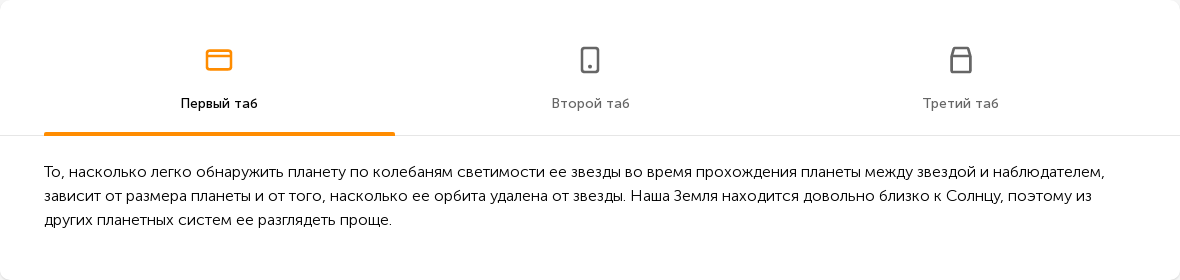 Первый таб
Второй таб
Третий таб
То, насколько легко обнаружить планету по колебаням светимости ее звезды во время прохождения планеты между звездой и наблюдателем,
зависит от размера планеты и от того, насколько ее орбита удалена от звезды. Наша Земля находится довольно близко к Солнцу, поэтому из
других планетных систем ее разглядеть проще.